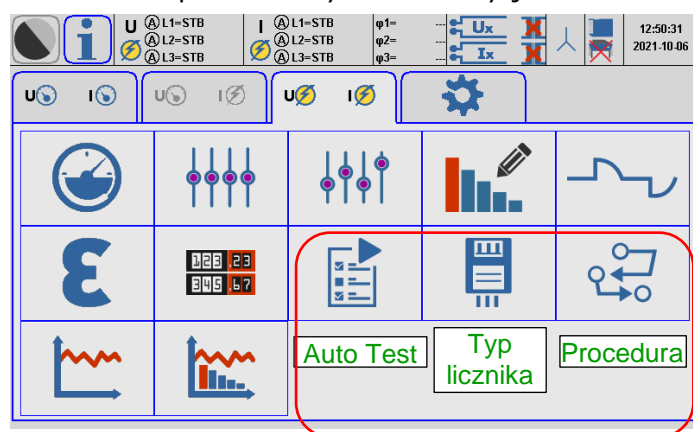 U Ⓐ L1=STB
Ⓐ L2=STB
Ⓐ L3=STB
I Ⓐ L1=STB
Ⓐ L2=STB
Ⓐ L3=STB
φ1= ---
φ2= ---
φ3= ---
Ux
Ix
12:50:31
2021-10-06
U I
U I
U I
ε
123.23
345.67
Auto Test
Typ
licznika
Procedura